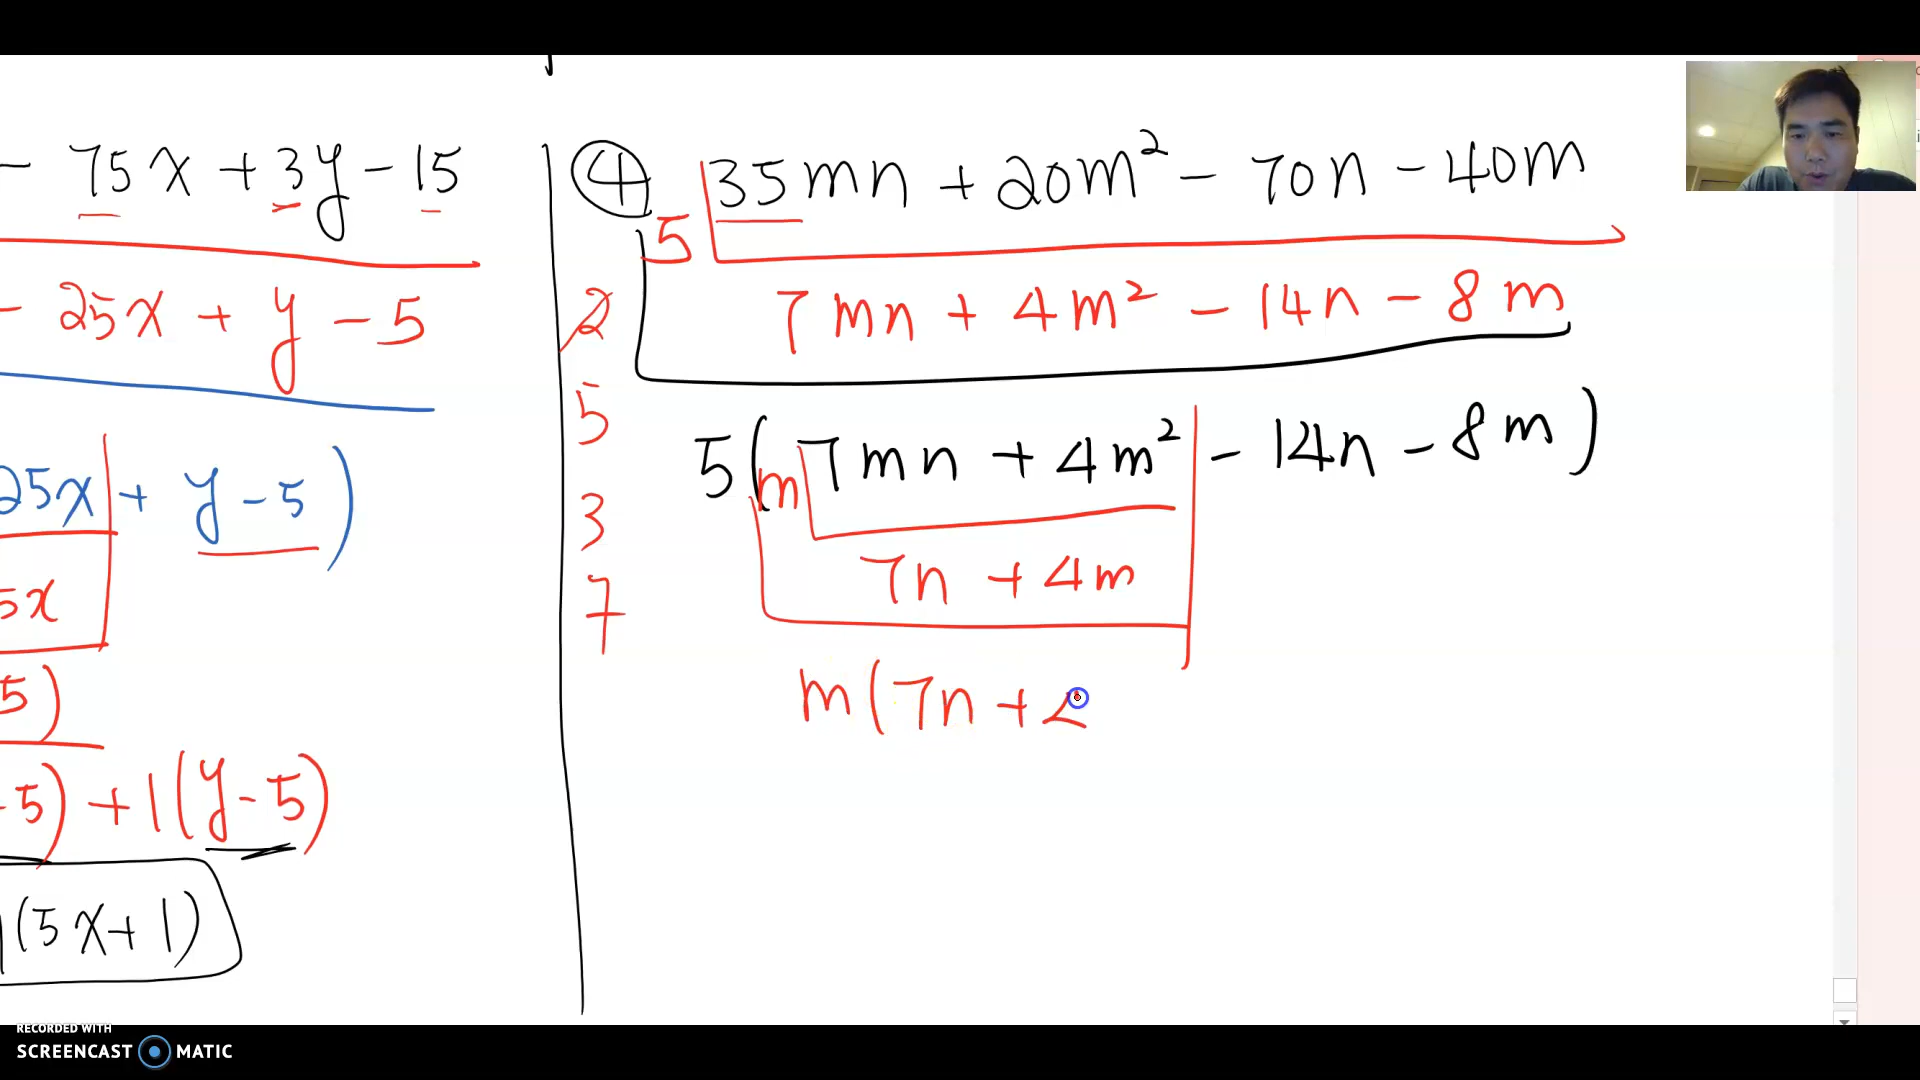 - 75x + 3y - 15
- 25x + y - 5
25x + y - 5)
5x
5)
-5) + 1(y-5)
(5x+1)
④ 35mn + 20m² - 70n - 40m
5
7mn + 4m² - 14n - 8m
2
5
3
7
5(7mn + 4m² - 14n - 8m)
m
7n + 4m
m(7n +
RECORDED WITH
SCREENCAST MATIC